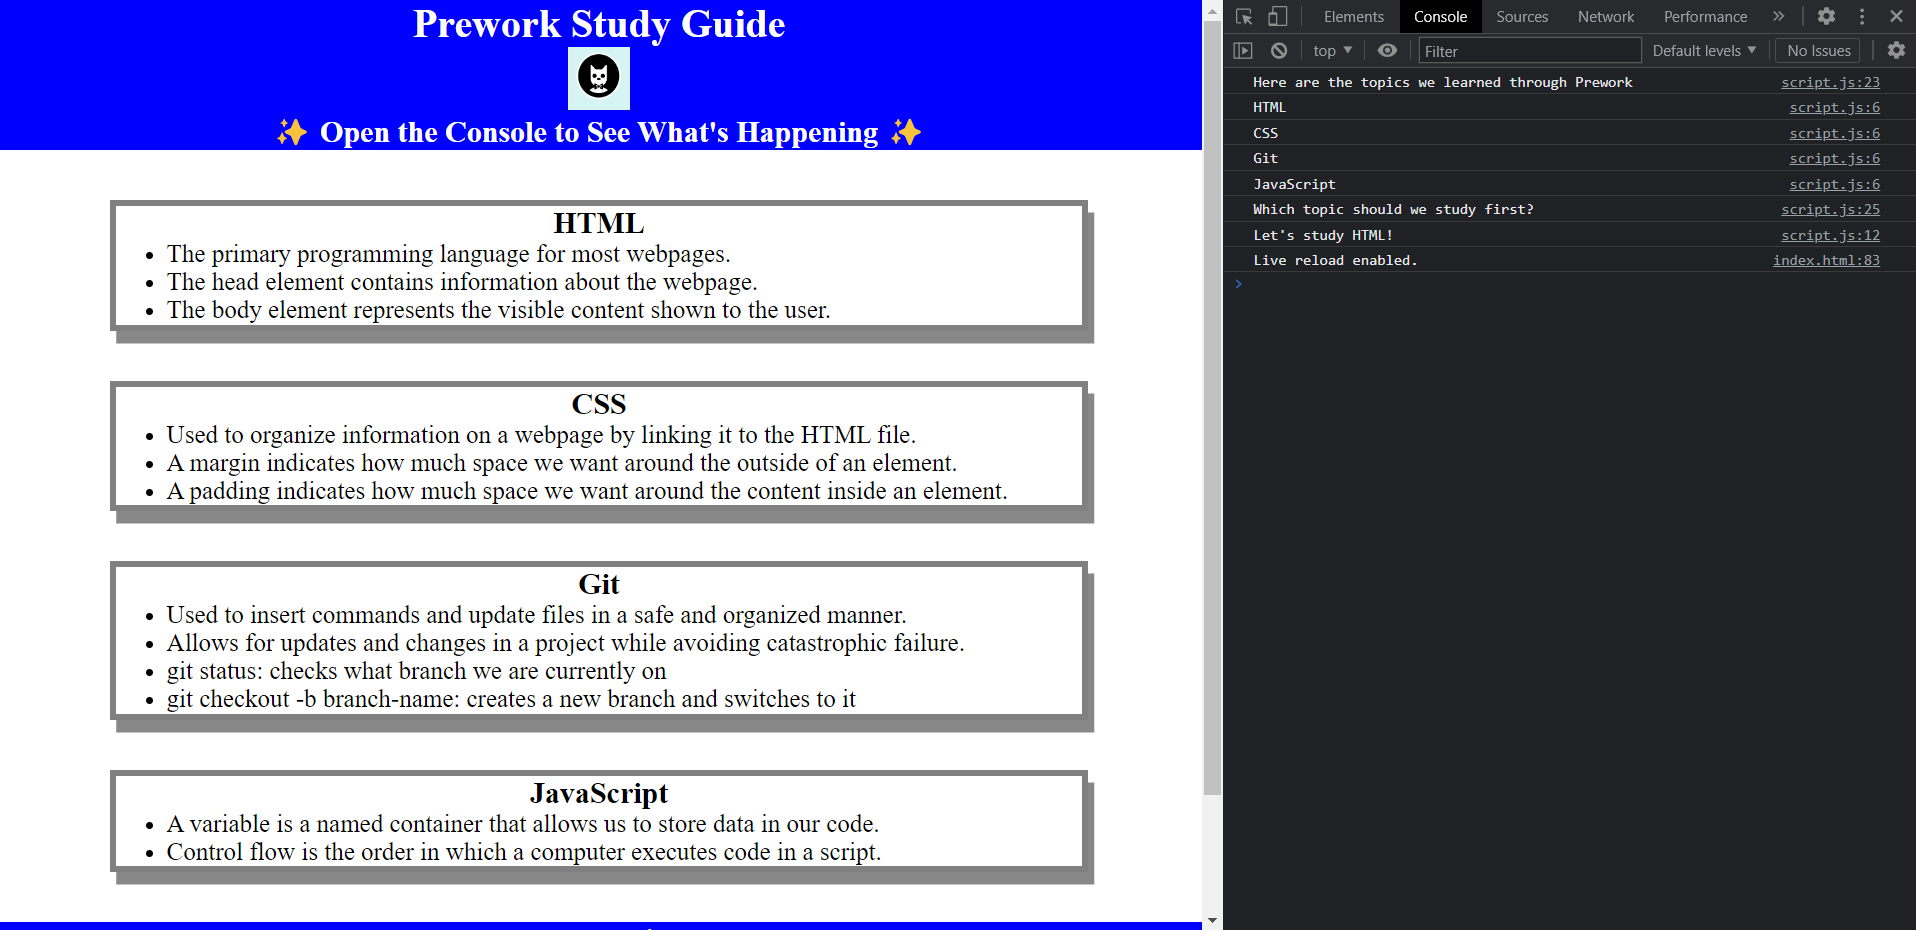 Prework Study Guide
✨ Open the Console to See What's Happening ✨
HTML
• The primary programming language for most webpages.
• The head element contains information about the webpage.
• The body element represents the visible content shown to the user.
CSS
• Used to organize information on a webpage by linking it to the HTML file.
• A margin indicates how much space we want around the outside of an element.
• A padding indicates how much space we want around the content inside an element.
Git
• Used to insert commands and update files in a safe and organized manner.
• Allows for updates and changes in a project while avoiding catastrophic failure.
• git status: checks what branch we are currently on
• git checkout -b branch-name: creates a new branch and switches to it
JavaScript
• A variable is a named container that allows us to store data in our code.
• Control flow is the order in which a computer executes code in a script.
Elements Console Sources Network Performance »
top ▼ Filter Default levels ▼ No Issues
Here are the topics we learned through Prework script.js:23
HTML script.js:6
CSS script.js:6
Git script.js:6
JavaScript script.js:6
Which topic should we study first? script.js:25
Let's study HTML! script.js:12
Live reload enabled. index.html:83